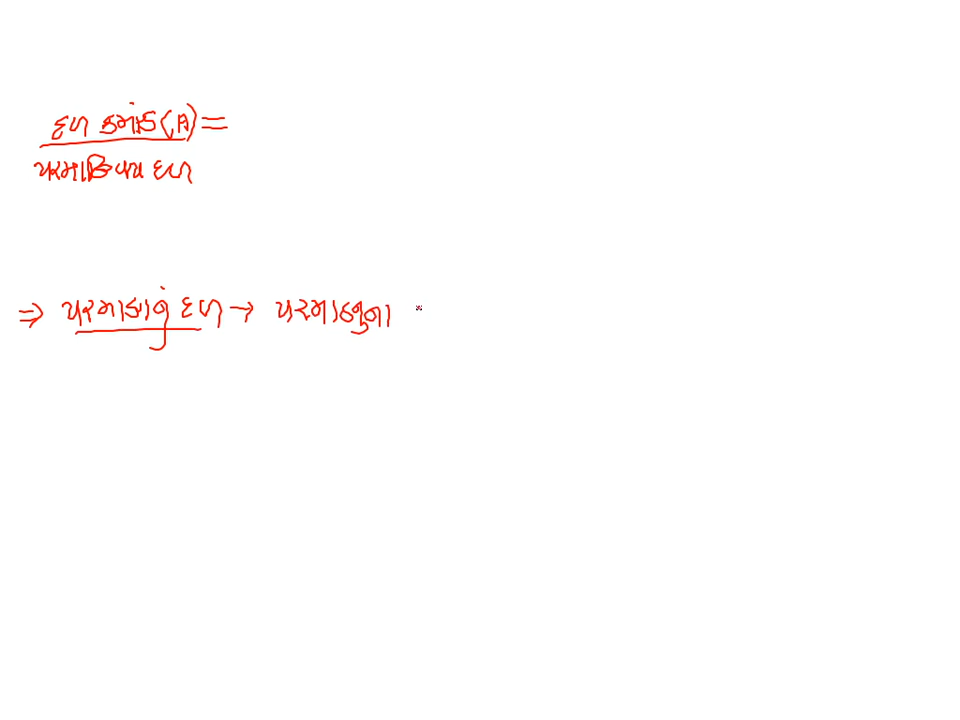 દળ ક્રમાંક (A) =
પરમાણ્વિય દળ
⇒ પરમાણુનું દળ → પરમાણુના